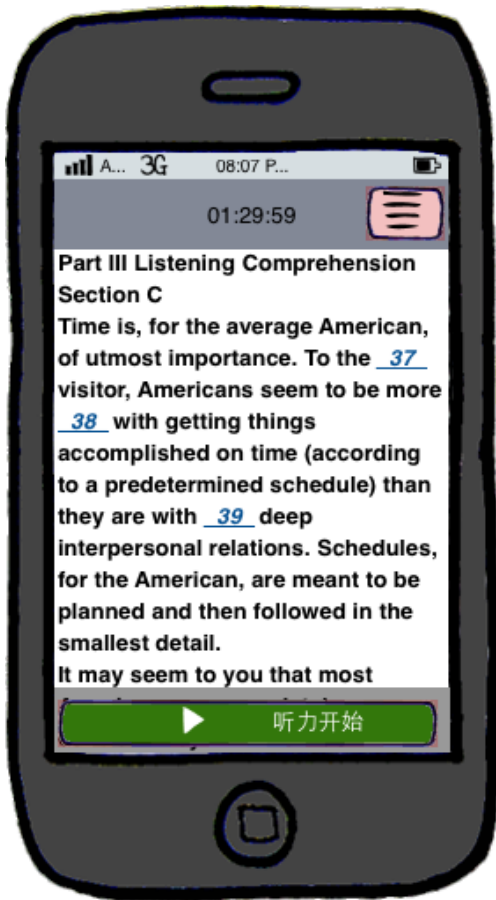 A... 3G 08:07 P...
01:29:59
Part III Listening Comprehension
Section C
Time is, for the average American,
of utmost importance. To the 37
visitor, Americans seem to be more
38 with getting things
accomplished on time (according
to a predetermined schedule) than
they are with 39 deep
interpersonal relations. Schedules,
for the American, are meant to be
planned and then followed in the
smallest detail.
It may seem to you that most
听力开始